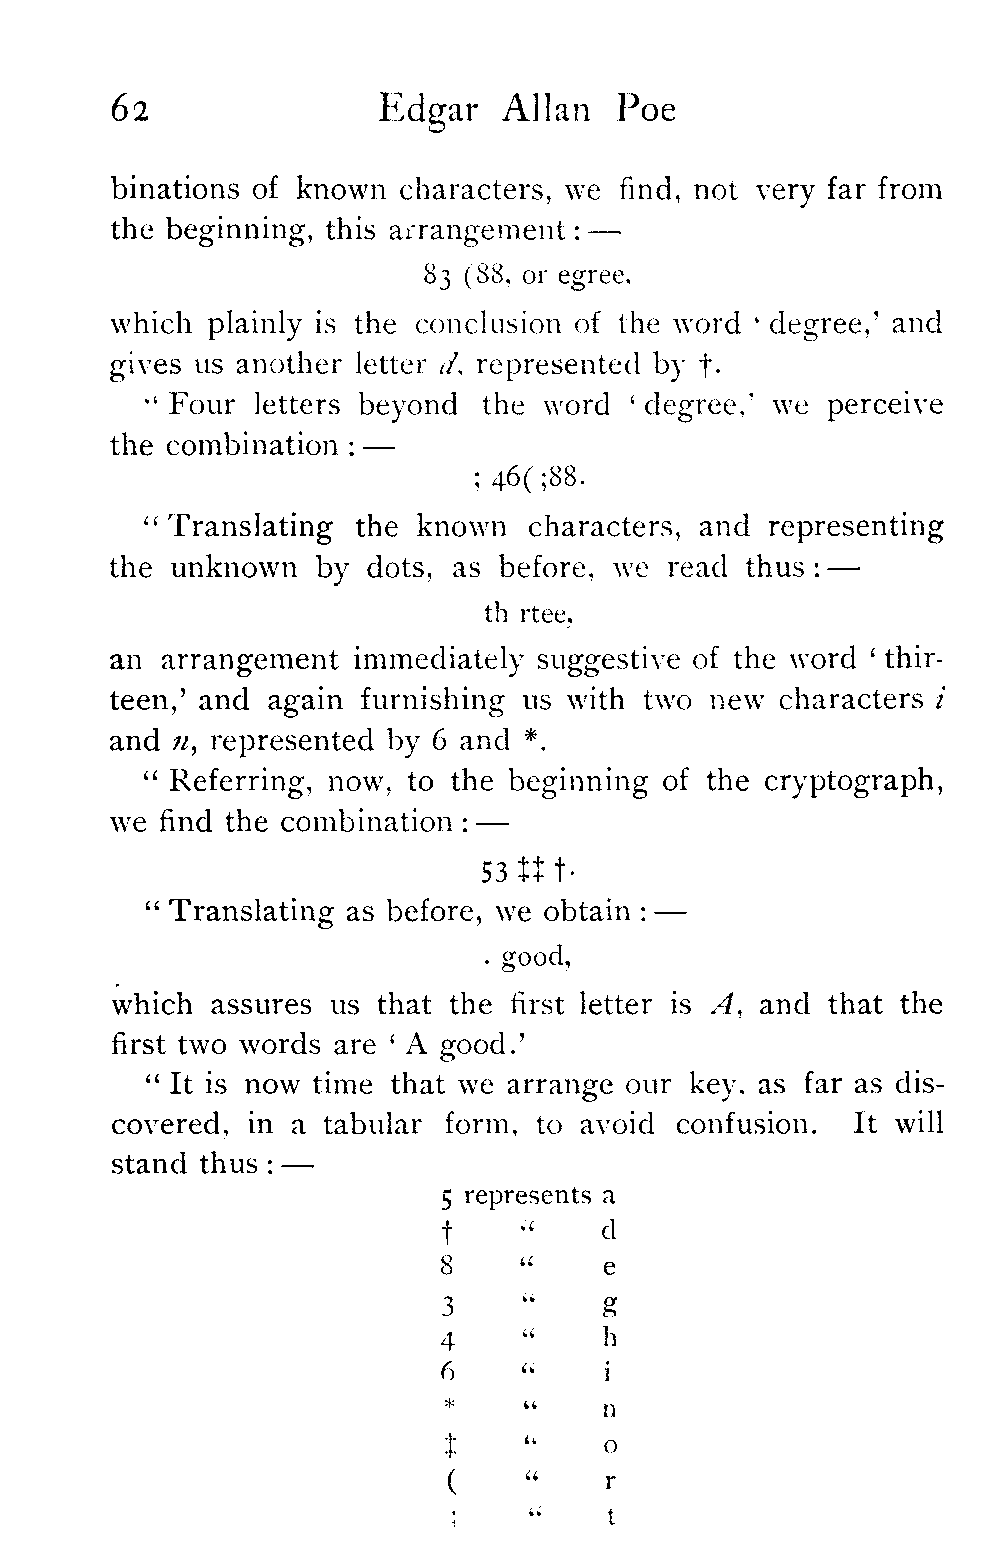 62 Edgar Allan Poe
binations of known characters, we find, not very far from
the beginning, this arrangement : —
83 (88, or egree,
which plainly is the conclusion of the word ‘ degree,’ and
gives us another letter d, represented by †.
“ Four letters beyond the word ‘ degree,’ we perceive
the combination : —
; 46( ;88.
“ Translating the known characters, and representing
the unknown by dots, as before, we read thus : —
th rtee,
an arrangement immediately suggestive of the word ‘ thir-
teen,’ and again furnishing us with two new characters i
and n, represented by 6 and *.
“ Referring, now, to the beginning of the cryptograph,
we find the combination : —
53 ‡‡ †.
“ Translating as before, we obtain : —
. good,
which assures us that the first letter is A, and that the
first two words are ‘ A good.’
“ It is now time that we arrange our key, as far as dis-
covered, in a tabular form, to avoid confusion. It will
stand thus : —
5 represents a
† “ d
8 “ e
3 “ g
4 “ h
6 “ i
* “ n
‡ “ o
( “ r
; “ t